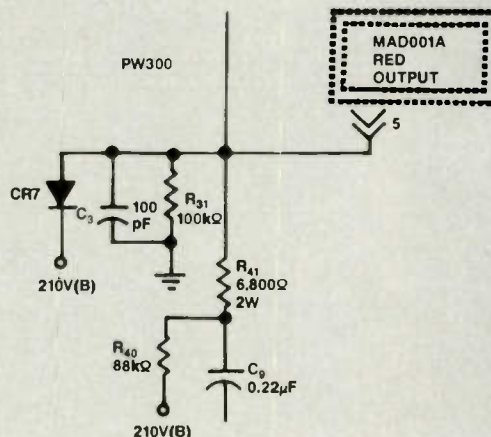 PW300
MAD001A
RED
OUTPUT
5
CR7
C3
100
pF
R31
100kΩ
210V(B)
R41
6.800Ω
2W
R40
88kΩ
C9
0.22μF
210V(B)